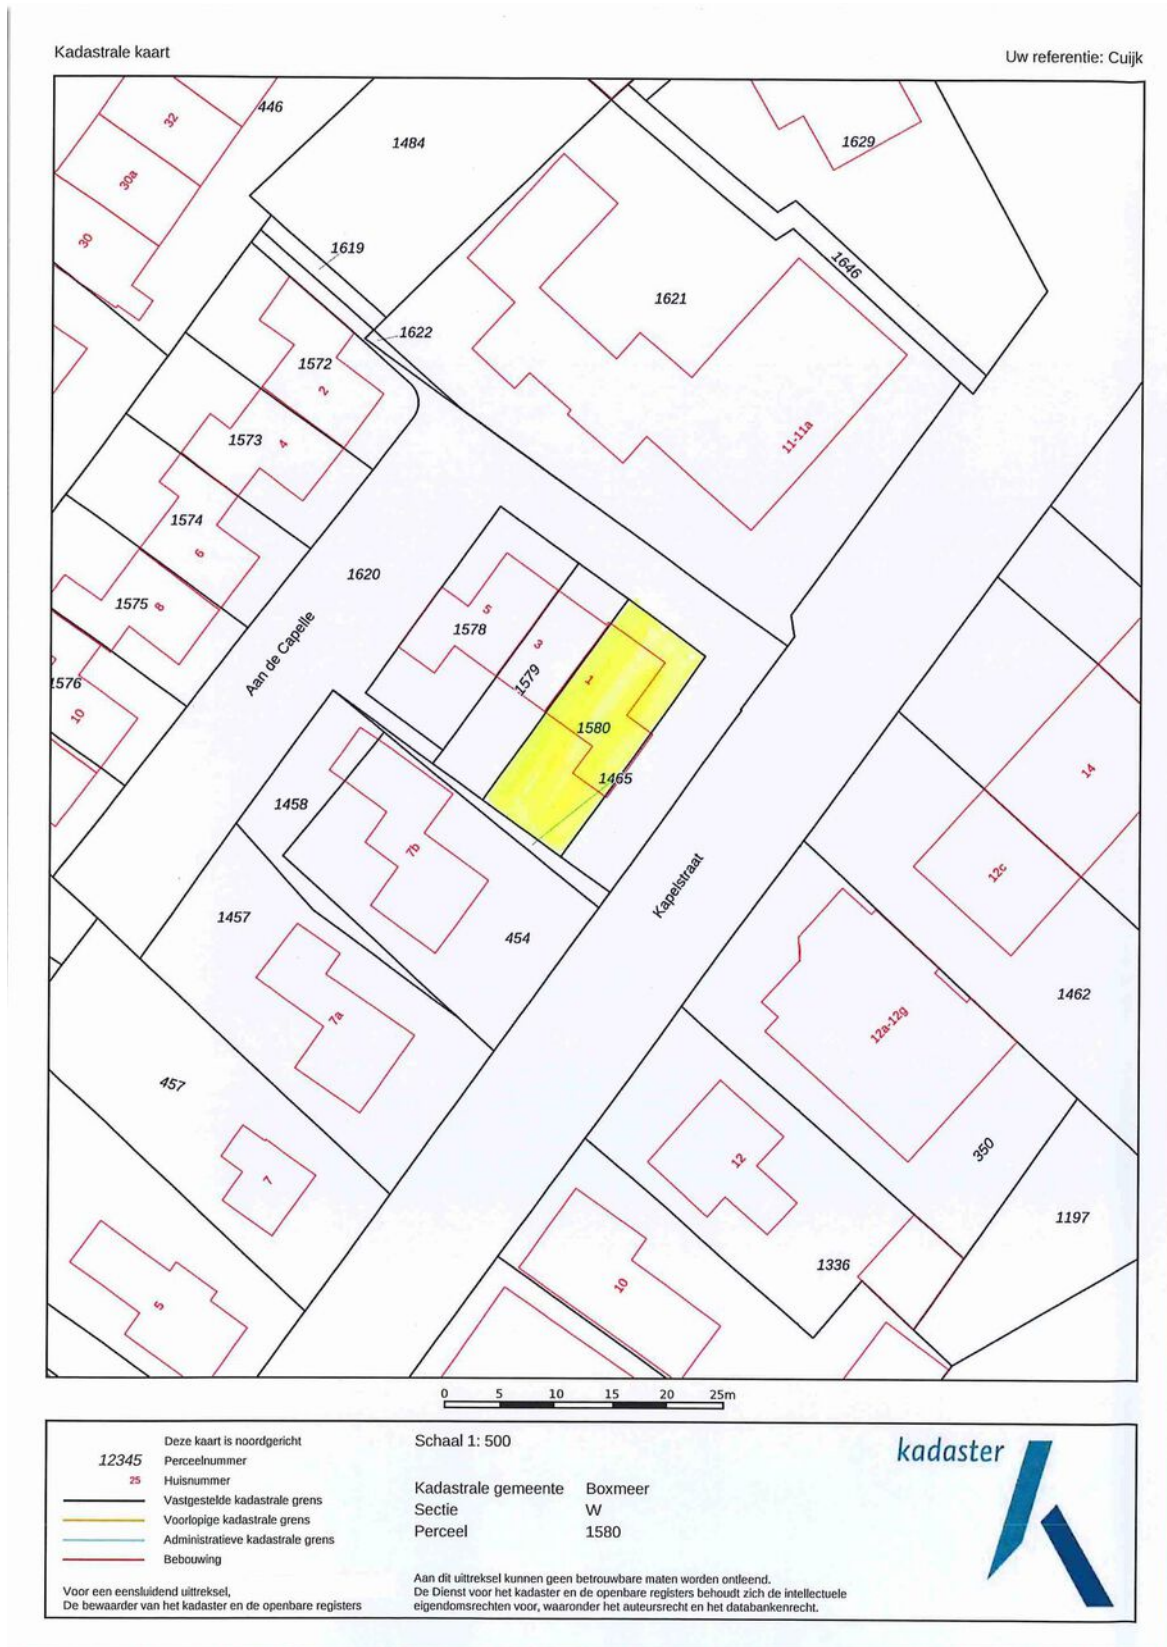 Kadastrale kaart
Uw referentie: Cuijk
32
446
1484
1629
30a
30
1619
1646
1621
1622
1572
2
1573
4
11-11a
1574
6
1620
1575
8
5
1578
3
Aan de Capelle
1579
1
1576
10
1580
14
1465
1458
7b
12c
Kapelstraat
1457
454
1462
7a
12a-12g
457
350
12
7
1197
1336
10
5
0 5 10 15 20 25m
Deze kaart is noordgericht
12345 Perceelnummer
25 Huisnummer
Vastgestelde kadastrale grens
Voorlopige kadastrale grens
Administratieve kadastrale grens
Bebouwing
Voor een eensluidend uittreksel,
De bewaarder van het kadaster en de openbare registers
Schaal 1: 500
Kadastrale gemeente Boxmeer
Sectie W
Perceel 1580
Aan dit uittreksel kunnen geen betrouwbare maten worden ontleend.
De Dienst voor het kadaster en de openbare registers behoudt zich de intellectuele
eigendomsrechten voor, waaronder het auteursrecht en het databankenrecht.
kadaster